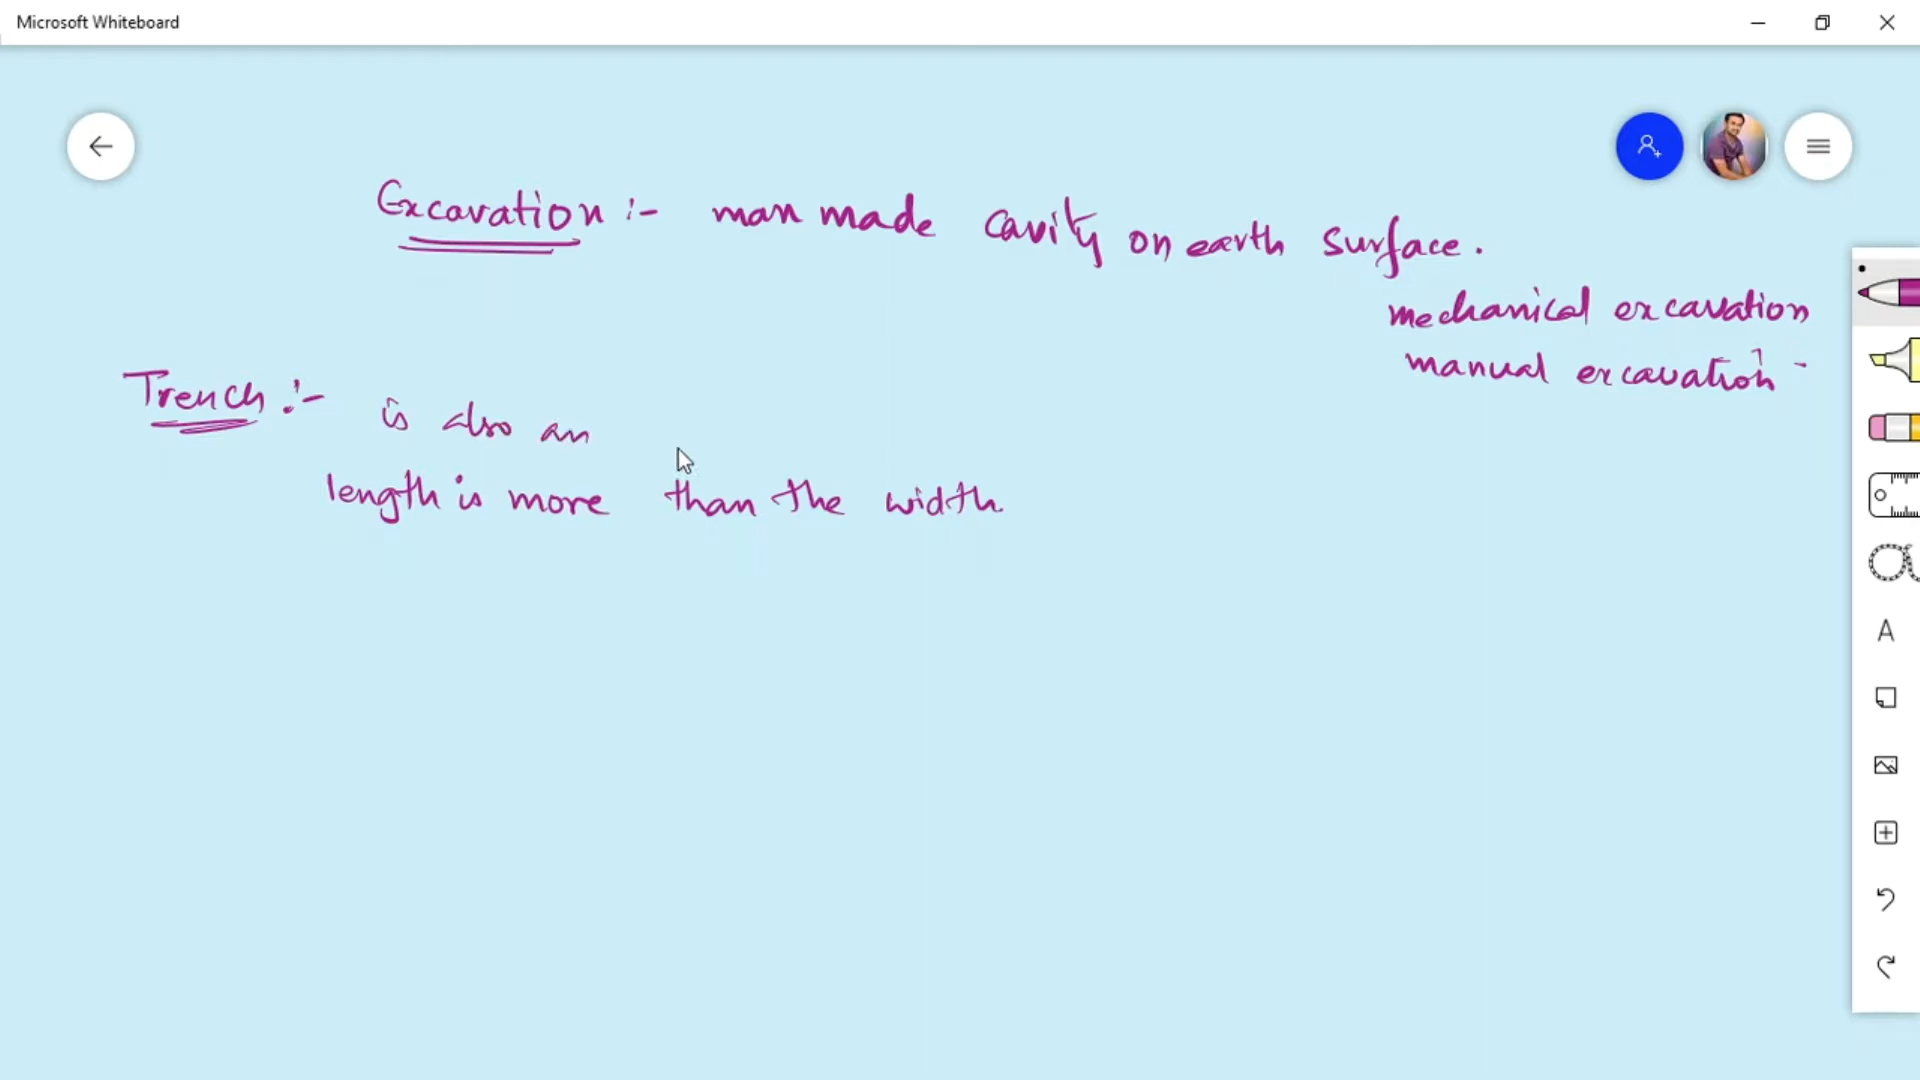 Microsoft Whiteboard
Excavation :- man made cavity on earth surface.
mechanical excavation
manual excavation
Trench :- is also an
length is more than the width
A